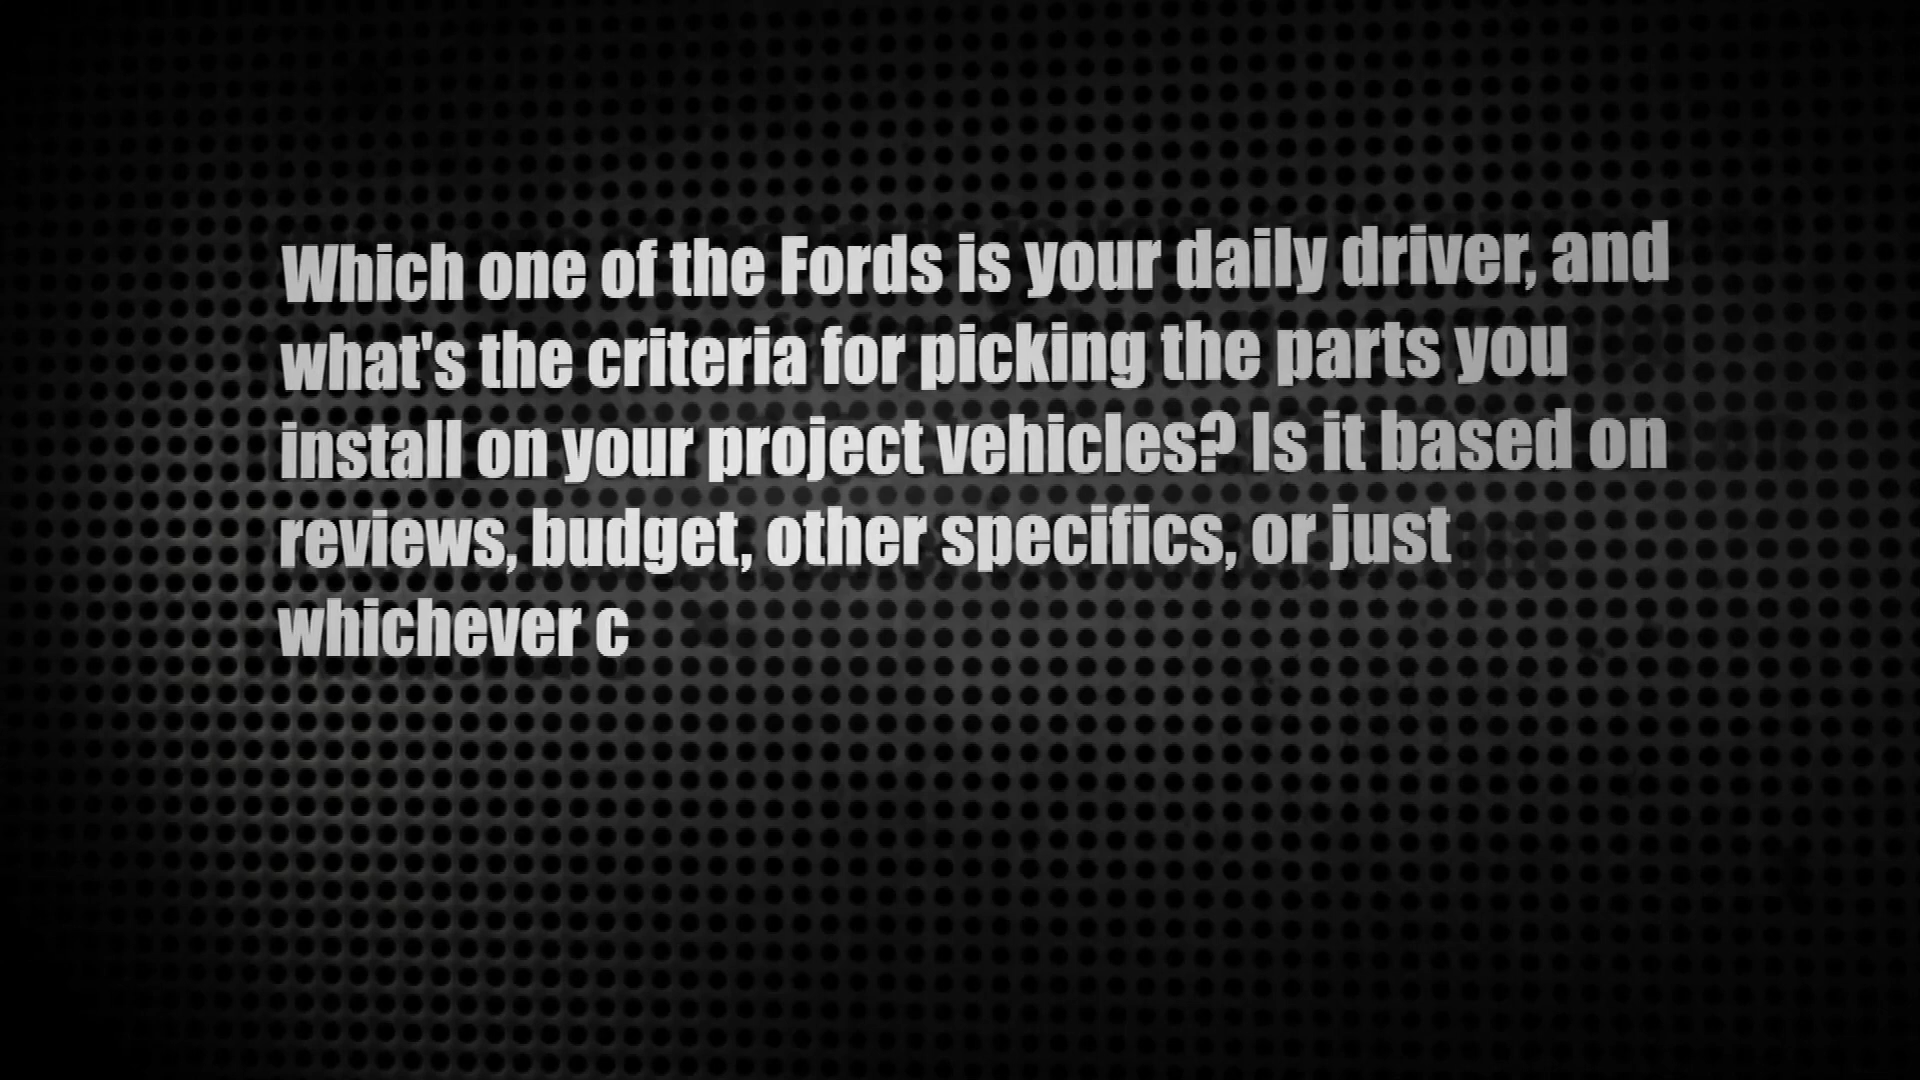 Which one of the Fords is your daily driver, and
what's the criteria for picking the parts you
install on your project vehicles? Is it based on
reviews, budget, other specifics, or just
whichever c